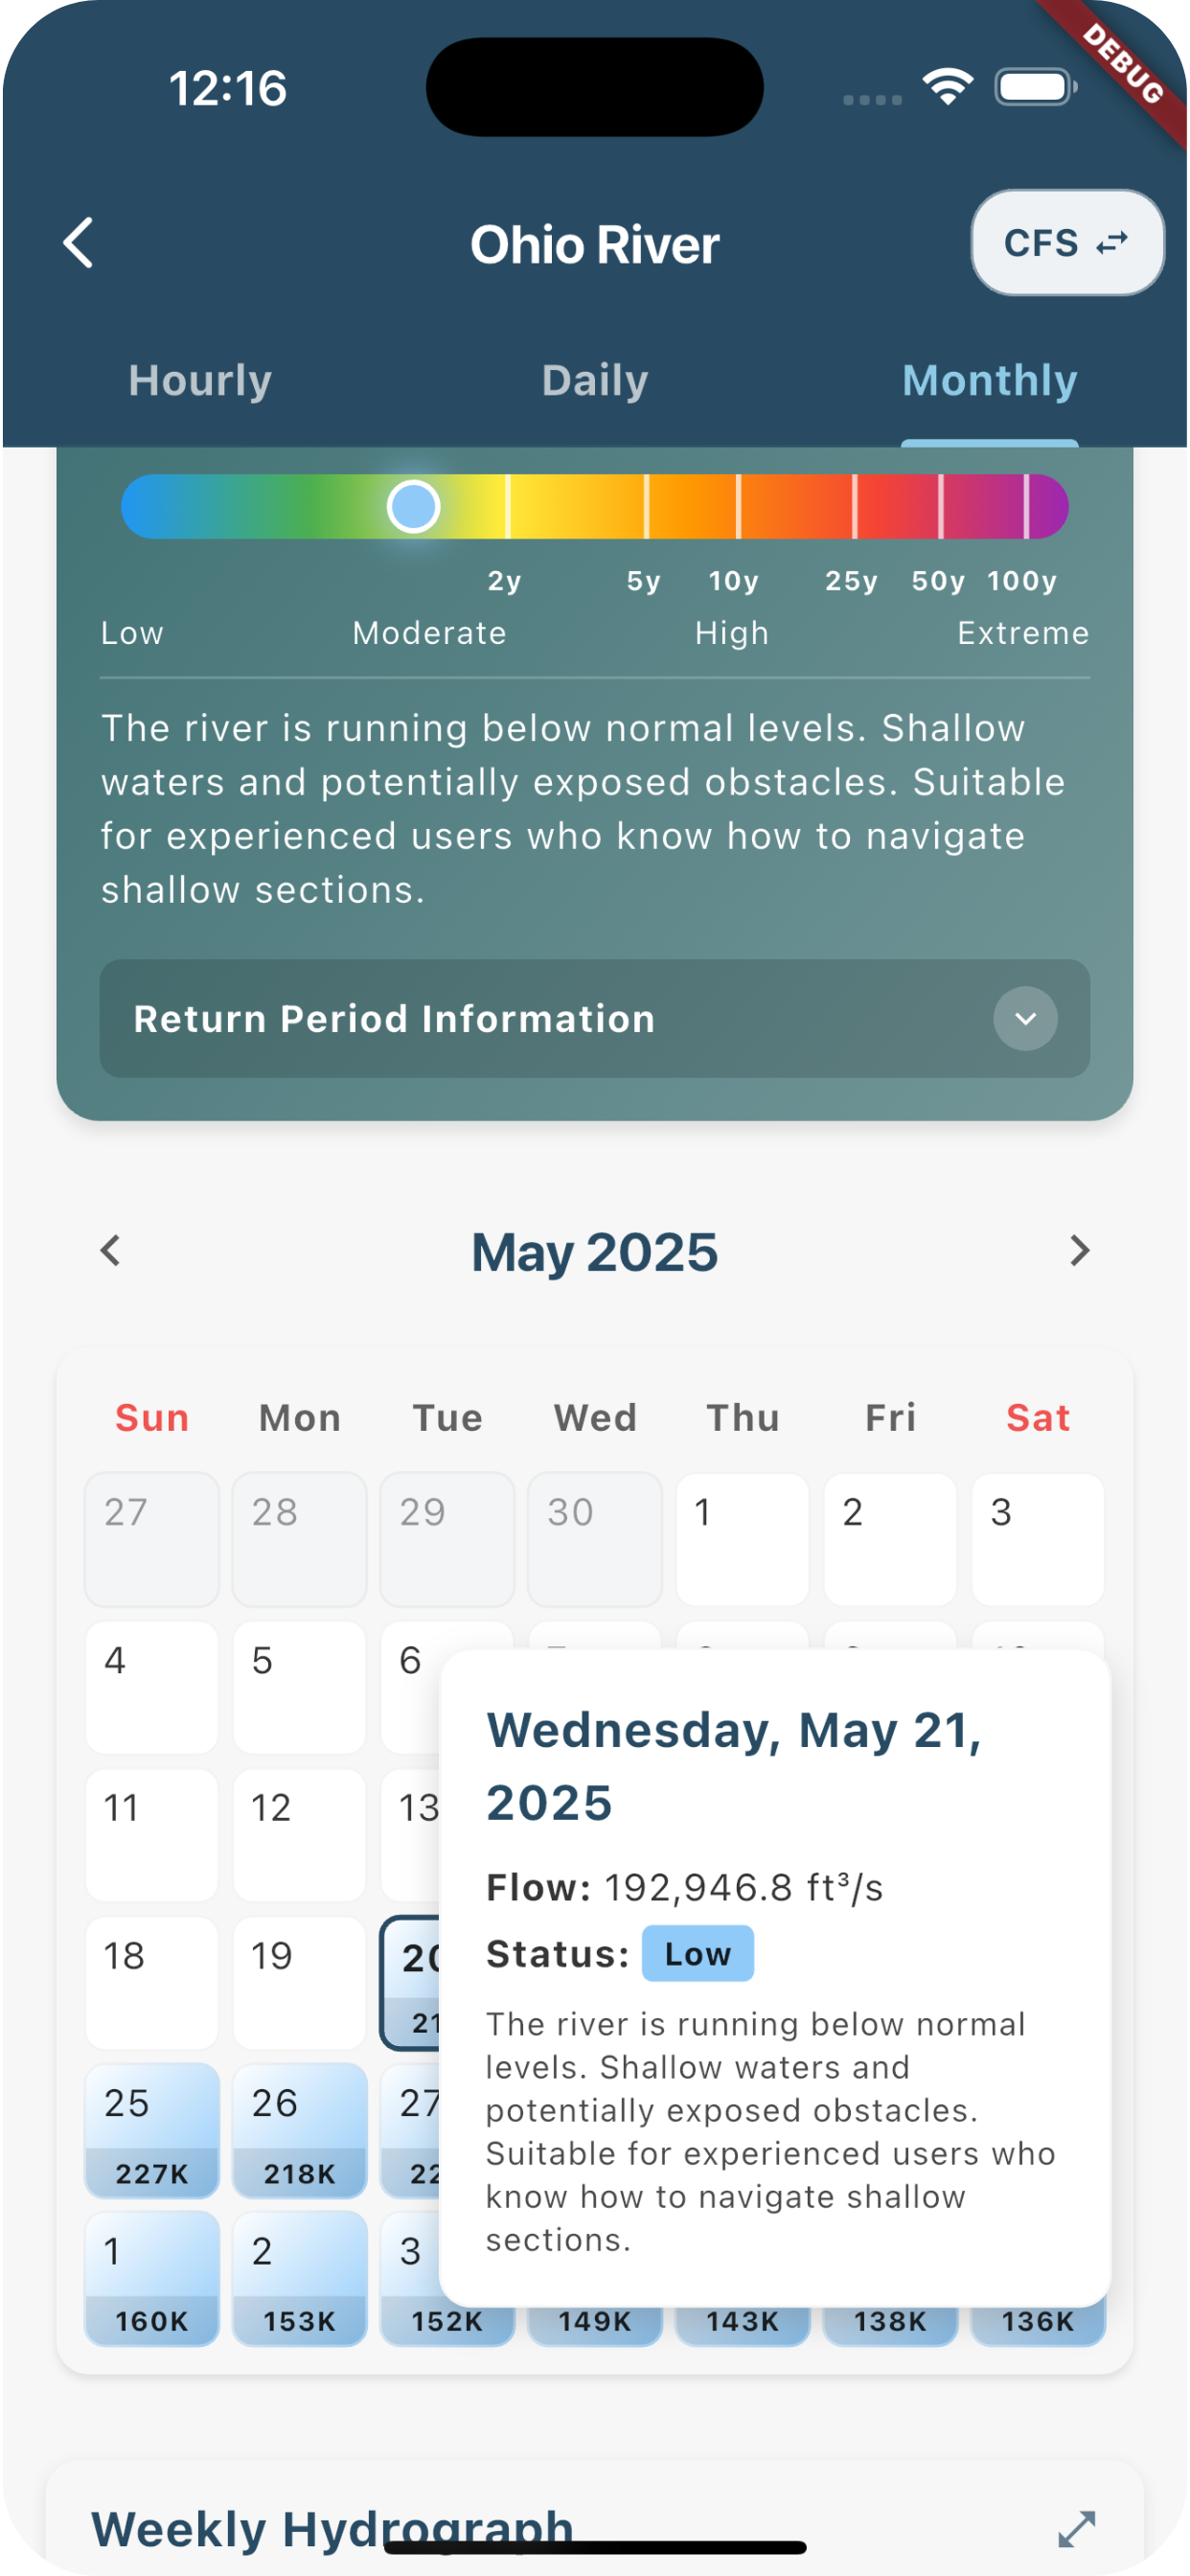 12:16
DEBUG
Ohio River
CFS
Hourly Daily Monthly
2y 5y 10y 25y 50y 100y
Low Moderate High Extreme
The river is running below normal levels. Shallow
waters and potentially exposed obstacles. Suitable
for experienced users who know how to navigate
shallow sections.
Return Period Information
May 2025
Sun Mon Tue Wed Thu Fri Sat
27 28 29 30 1 2 3
4 5 6
11 12 13
18 19
25 26 27
227K 218K
1 2 3
160K 153K 152K 149K 143K 138K 136K
Wednesday, May 21,
2025
Flow: 192,946.8 ft³/s
Status: Low
The river is running below normal
levels. Shallow waters and
potentially exposed obstacles.
Suitable for experienced users who
know how to navigate shallow
sections.
Weekly Hydrograph